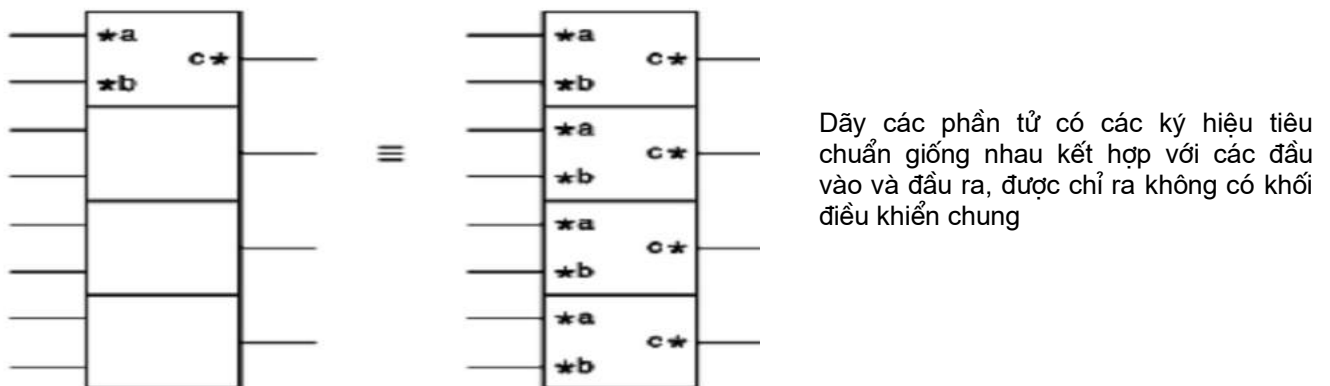 *a
c*
*b
≡
*a
c*
*b
*a
c*
*b
*a
c*
*b
*a
c*
*b
Dãy các phần tử có các ký hiệu tiêu
chuẩn giống nhau kết hợp với các đầu
vào và đầu ra, được chỉ ra không có khối
điều khiển chung